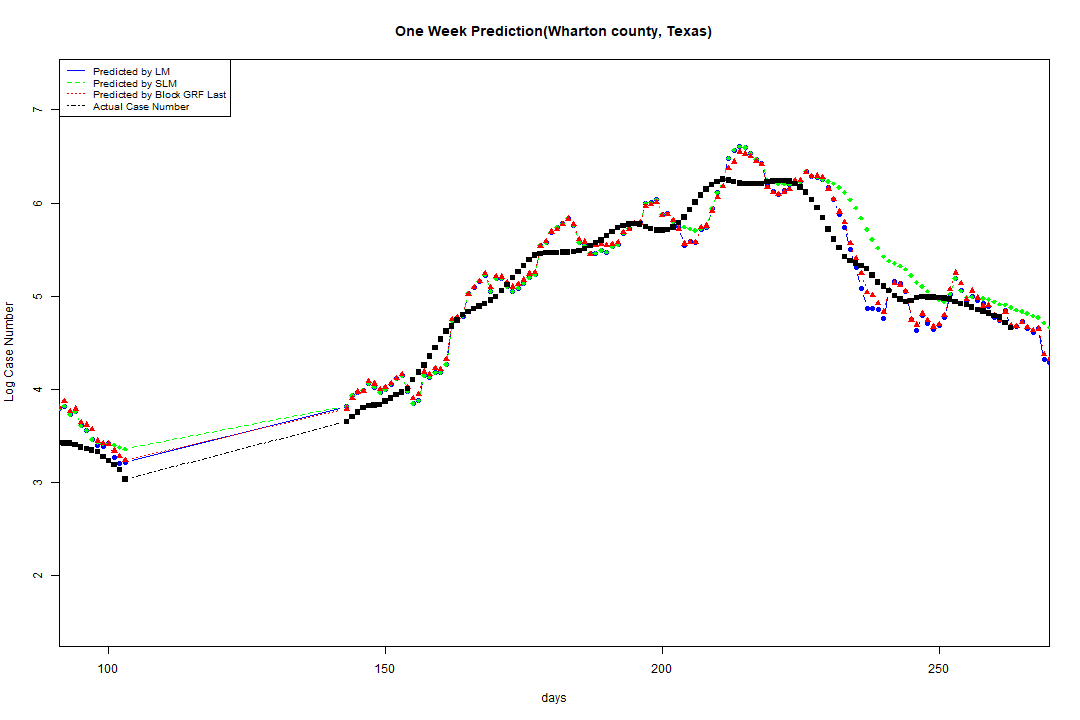 One Week Prediction(Wharton county, Texas)
Predicted by LM
Predicted by SLM
Predicted by Block GRF Last
Actual Case Number
7
6
5
4
3
2
Log Case Number
100 150 200 250
days